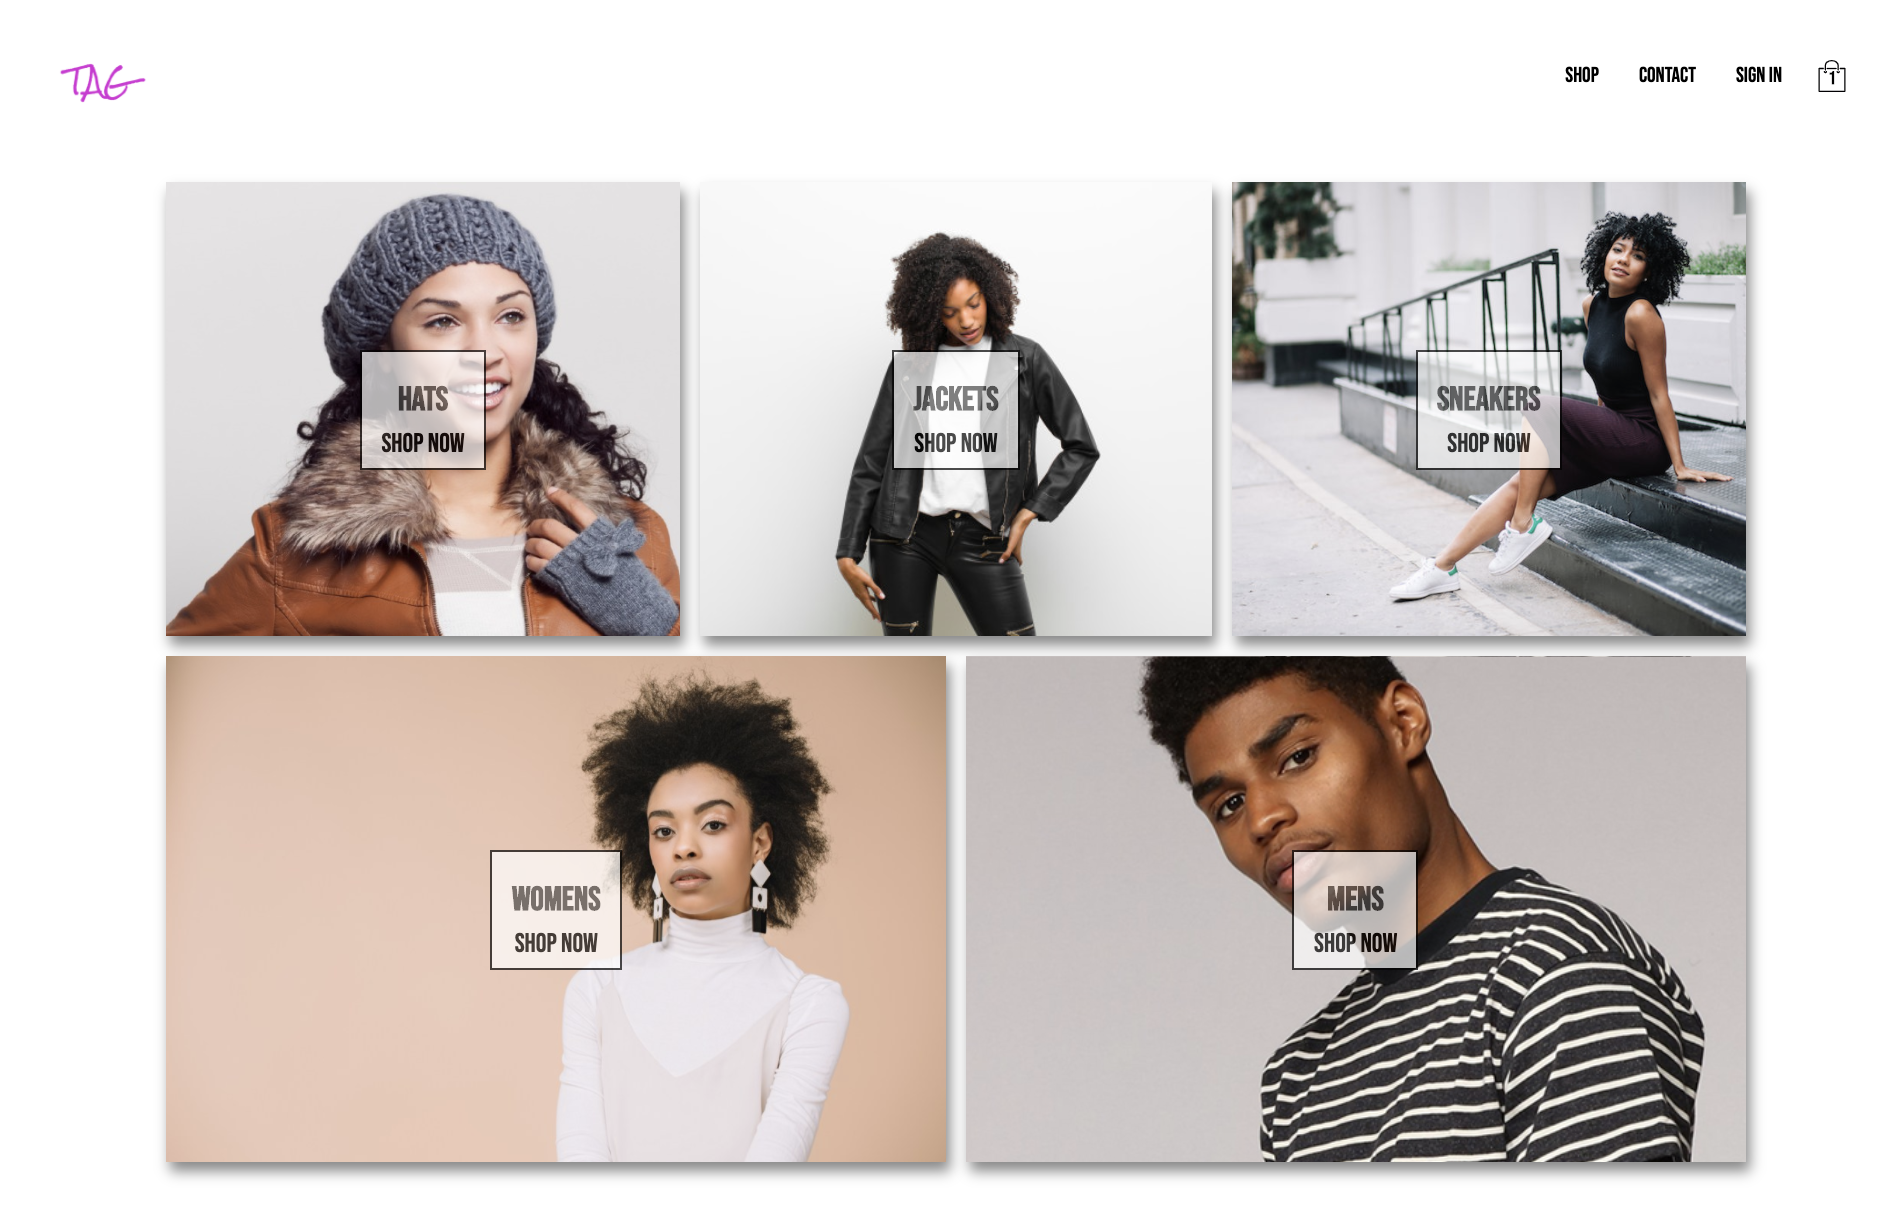 TAG
SHOP
CONTACT
SIGN IN
1
HATS
SHOP NOW
JACKETS
SHOP NOW
SNEAKERS
SHOP NOW
WOMENS
SHOP NOW
MENS
SHOP NOW